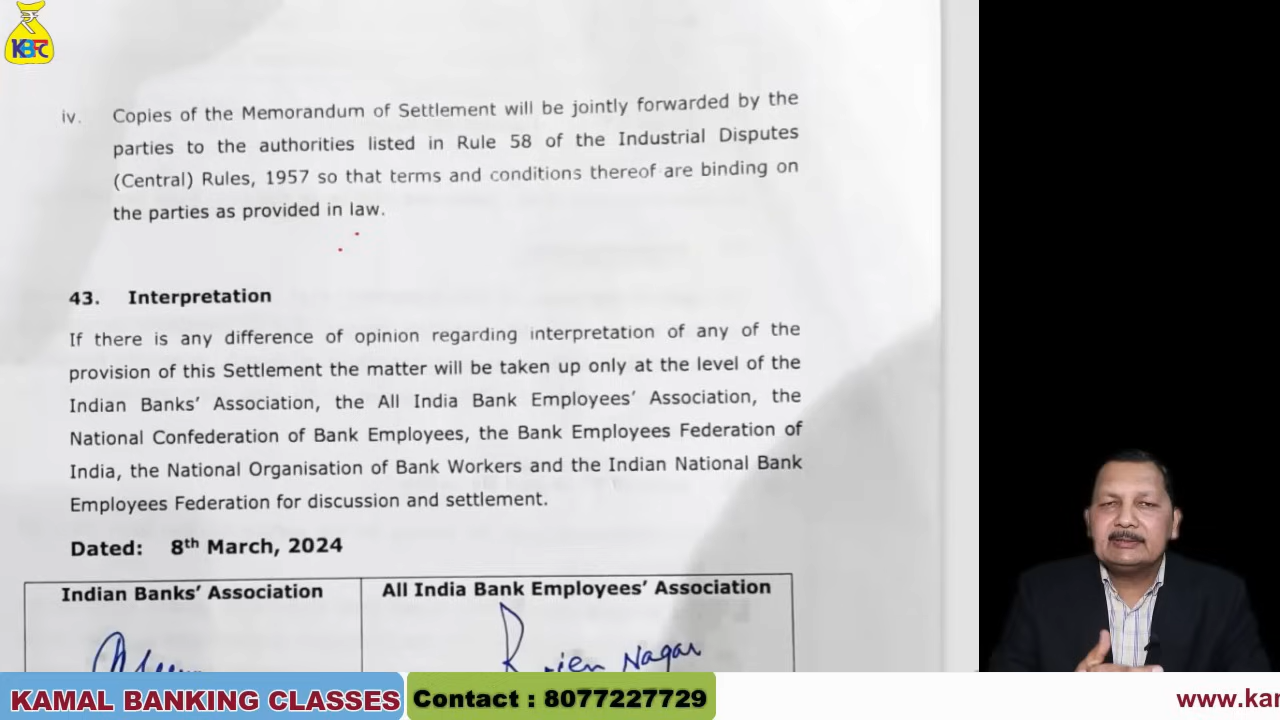 ₹
KBFC
iv. Copies of the Memorandum of Settlement will be jointly forwarded by the
parties to the authorities listed in Rule 58 of the Industrial Disputes
(Central) Rules, 1957 so that terms and conditions thereof are binding on
the parties as provided in law.
43. Interpretation
If there is any difference of opinion regarding interpretation of any of the
provision of this Settlement the matter will be taken up only at the level of the
Indian Banks’ Association, the All India Bank Employees’ Association, the
National Confederation of Bank Employees, the Bank Employees Federation of
India, the National Organisation of Bank Workers and the Indian National Bank
Employees Federation for discussion and settlement.
Dated: 8th March, 2024
Indian Banks’ Association All India Bank Employees’ Association
Nagar
KAMAL BANKING CLASSES Contact : 8077227729 www.kar